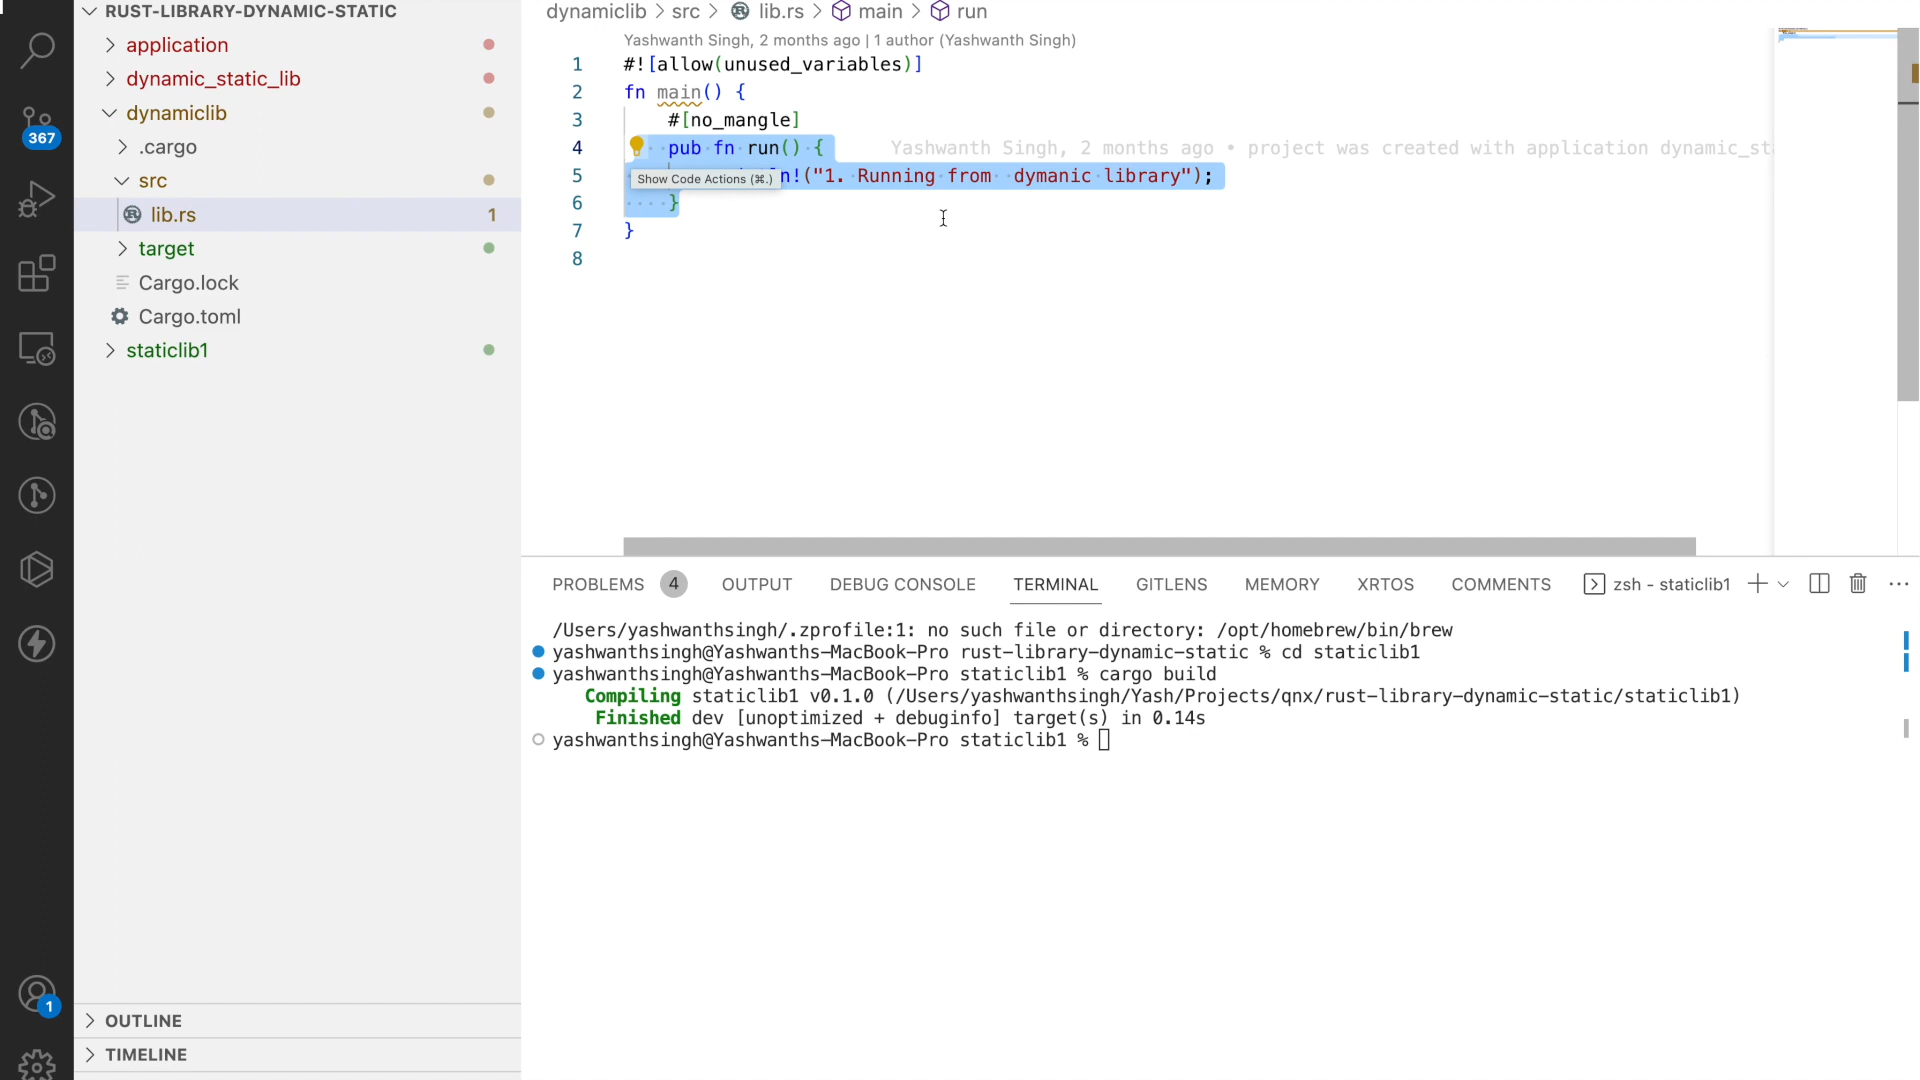 RUST-LIBRARY-DYNAMIC-STATIC
application
dynamic_static_lib
dynamiclib
.cargo
src
lib.rs 1
target
Cargo.lock
Cargo.toml
staticlib1
OUTLINE
TIMELINE
367
1
dynamiclib > src > lib.rs > main > run
Yashwanth Singh, 2 months ago | 1 author (Yashwanth Singh)
1 #![allow(unused_variables)]
2 fn main() {
3 #[no_mangle]
4 pub fn run() { Yashwanth Singh, 2 months ago • project was created with application dynamic_st
5 n!("1. Running from  dymanic library");
Show Code Actions (⌘.)
6 }
7 }
8
PROBLEMS 4 OUTPUT DEBUG CONSOLE TERMINAL GITLENS MEMORY XRTOS COMMENTS zsh - staticlib1
/Users/yashwanthsingh/.zprofile:1: no such file or directory: /opt/homebrew/bin/brew
yashwanthsingh@Yashwanths-MacBook-Pro rust-library-dynamic-static % cd staticlib1
yashwanthsingh@Yashwanths-MacBook-Pro staticlib1 % cargo build
Compiling staticlib1 v0.1.0 (/Users/yashwanthsingh/Yash/Projects/qnx/rust-library-dynamic-static/staticlib1)
Finished dev [unoptimized + debuginfo] target(s) in 0.14s
yashwanthsingh@Yashwanths-MacBook-Pro staticlib1 %